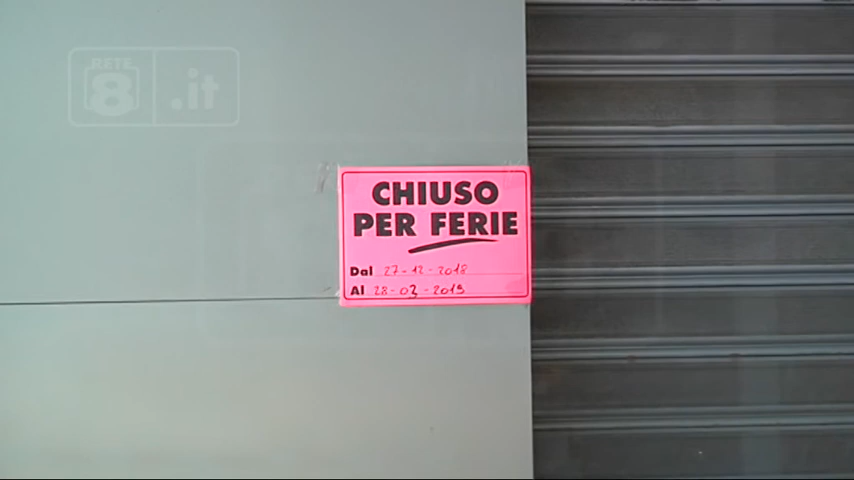 RETE
8 .it
CHIUSO
PER FERIE
Dal 27-12-2018
Al 28-03-2019